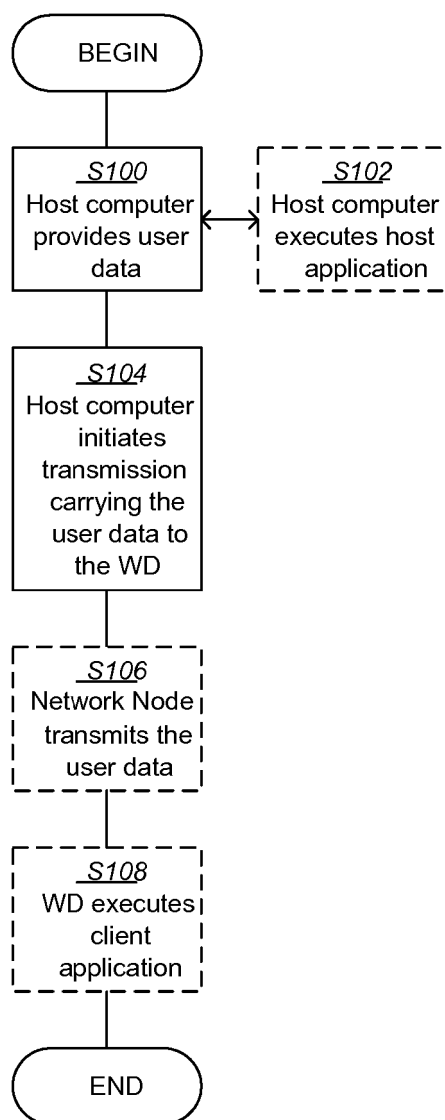 BEGIN
S100
Host computer
provides user
data
S102
Host computer
executes host
application
S104
Host computer
initiates
transmission
carrying the
user data to
the WD
S106
Network Node
transmits the
user data
S108
WD executes
client
application
END